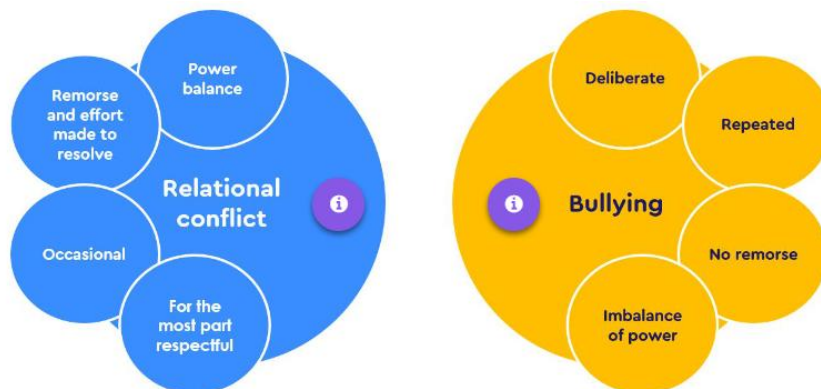 Power
balance
Remorse
and effort
made to
resolve
Relational
conflict
Occasional
For the
most part
respectful
Deliberate
Repeated
Bullying
No remorse
Imbalance
of power